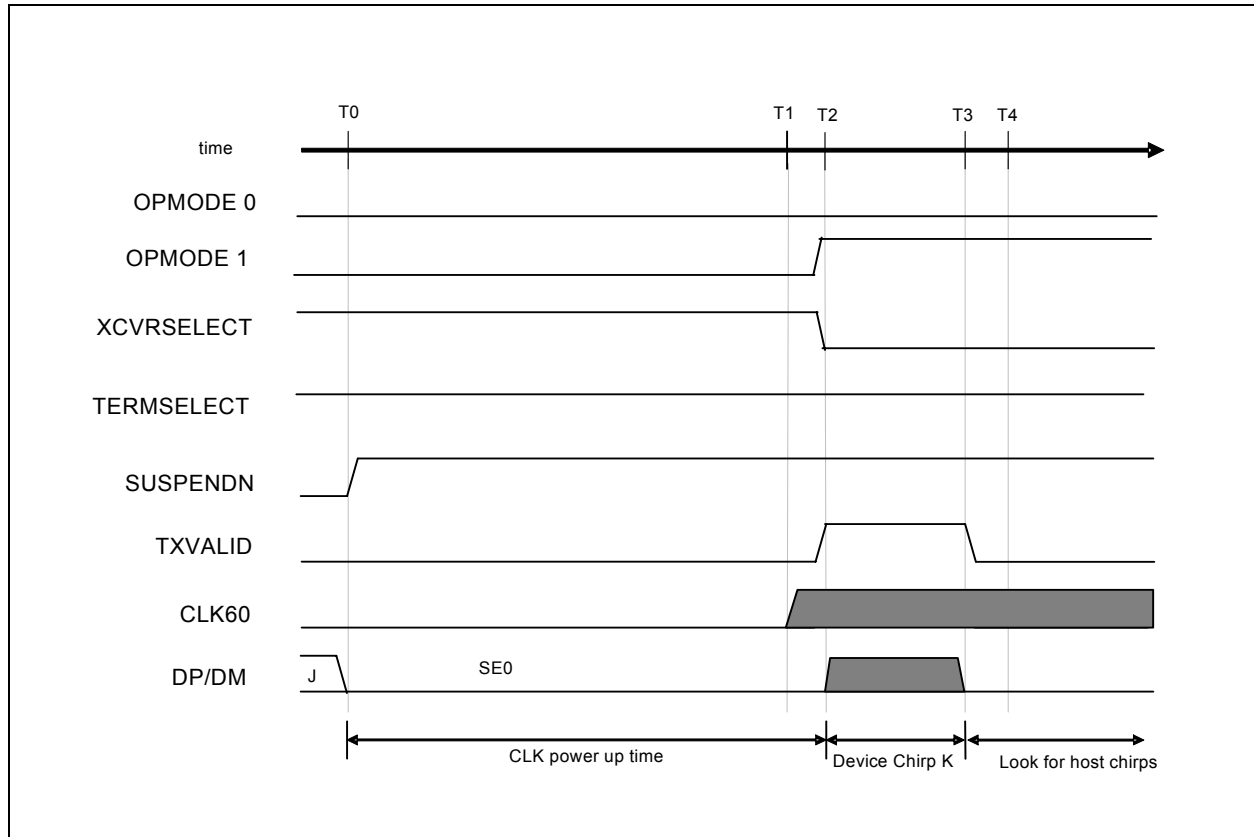 T0 T1 T2 T3 T4
time
OPMODE 0
OPMODE 1
XCVRSELECT
TERMSELECT
SUSPENDN
TXVALID
CLK60
DP/DM J SE0
CLK power up time Device Chirp K Look for host chirps